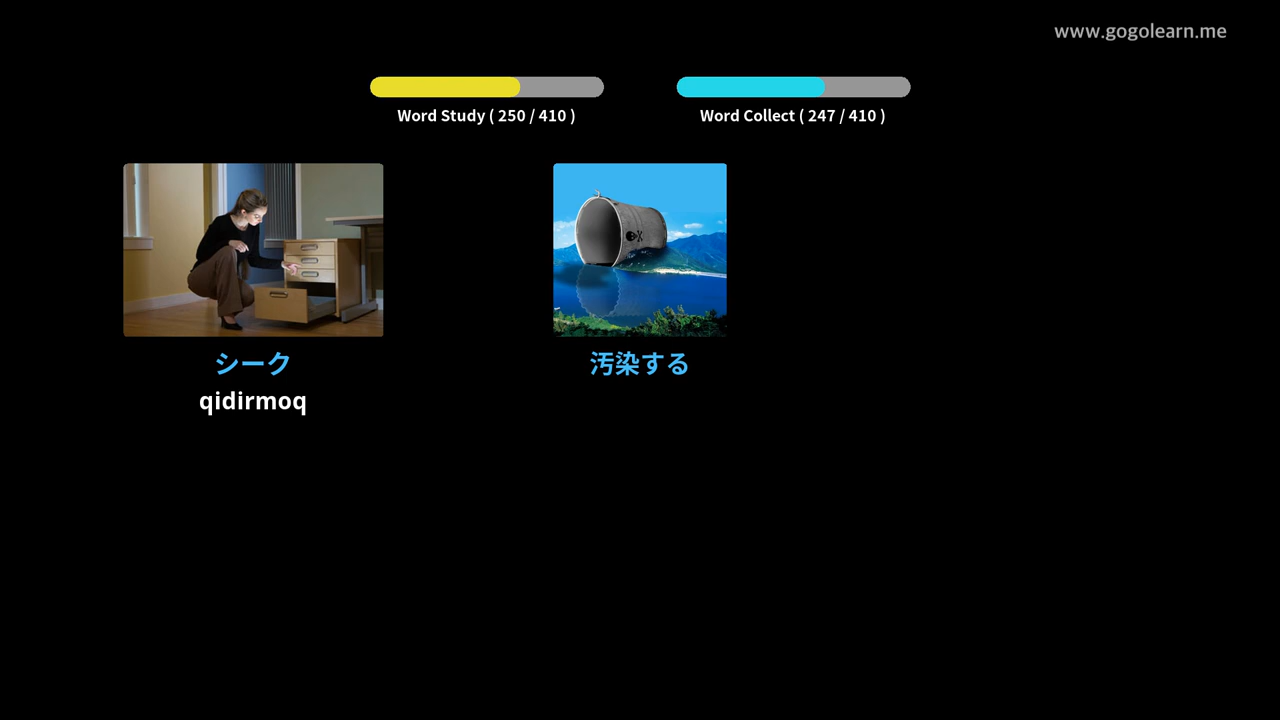 www.gogolearn.me
Word Study ( 250 / 410 )
Word Collect ( 247 / 410 )
シーク
qidirmoq
汚染する